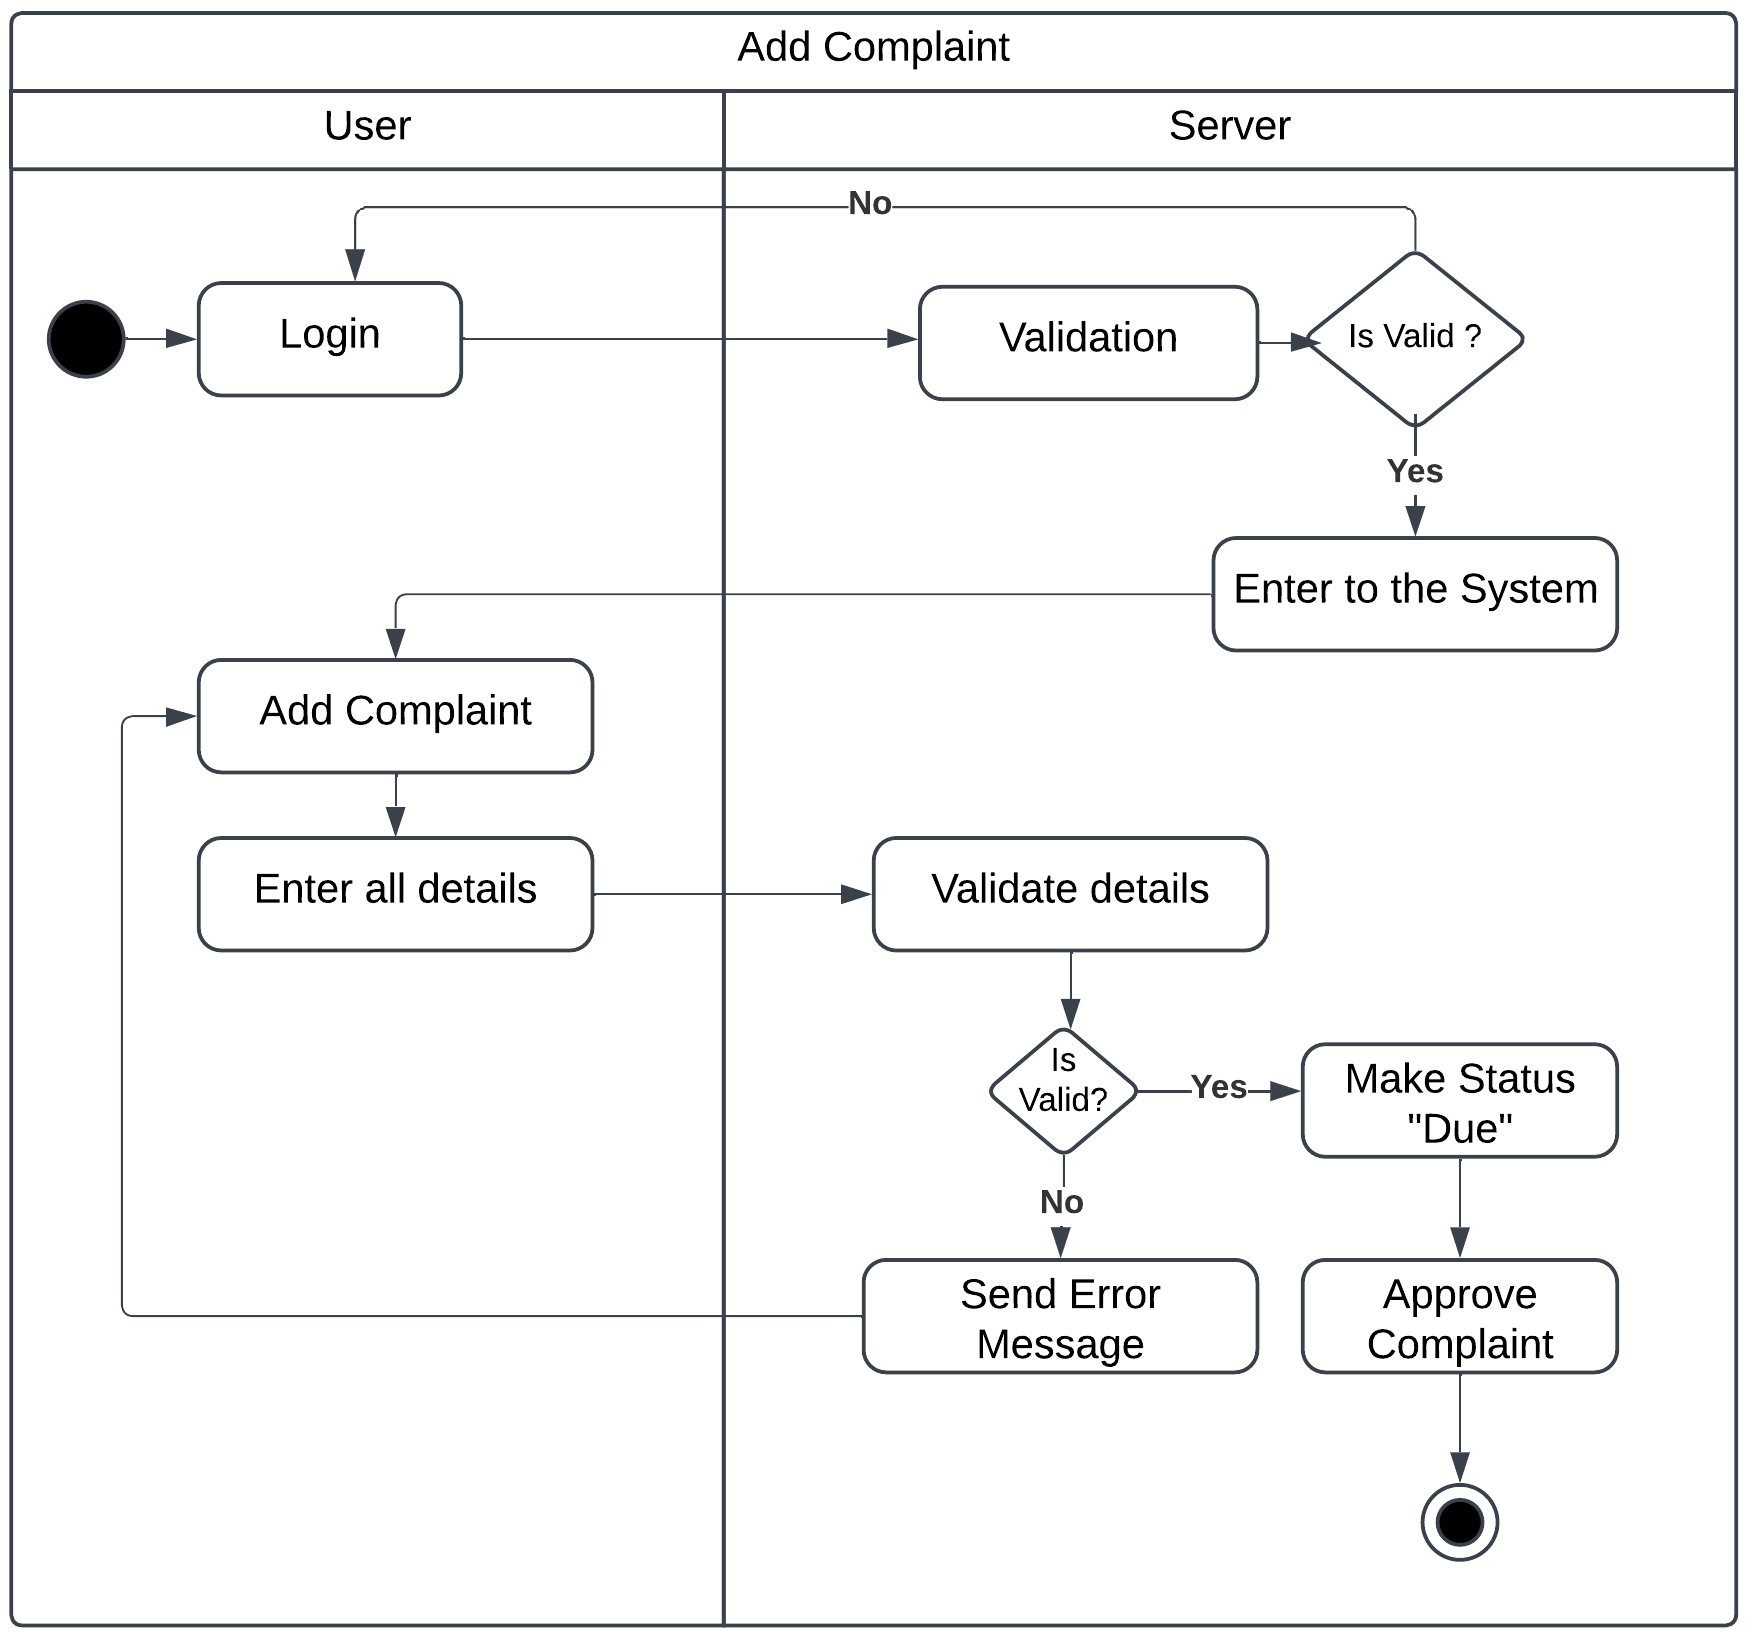 Add Complaint
User
Server
No
Login
Validation
Is Valid ?
Yes
Enter to the System
Add Complaint
Enter all details
Validate details
Is
Valid?
Yes
Make Status
"Due"
No
Send Error
Message
Approve
Complaint